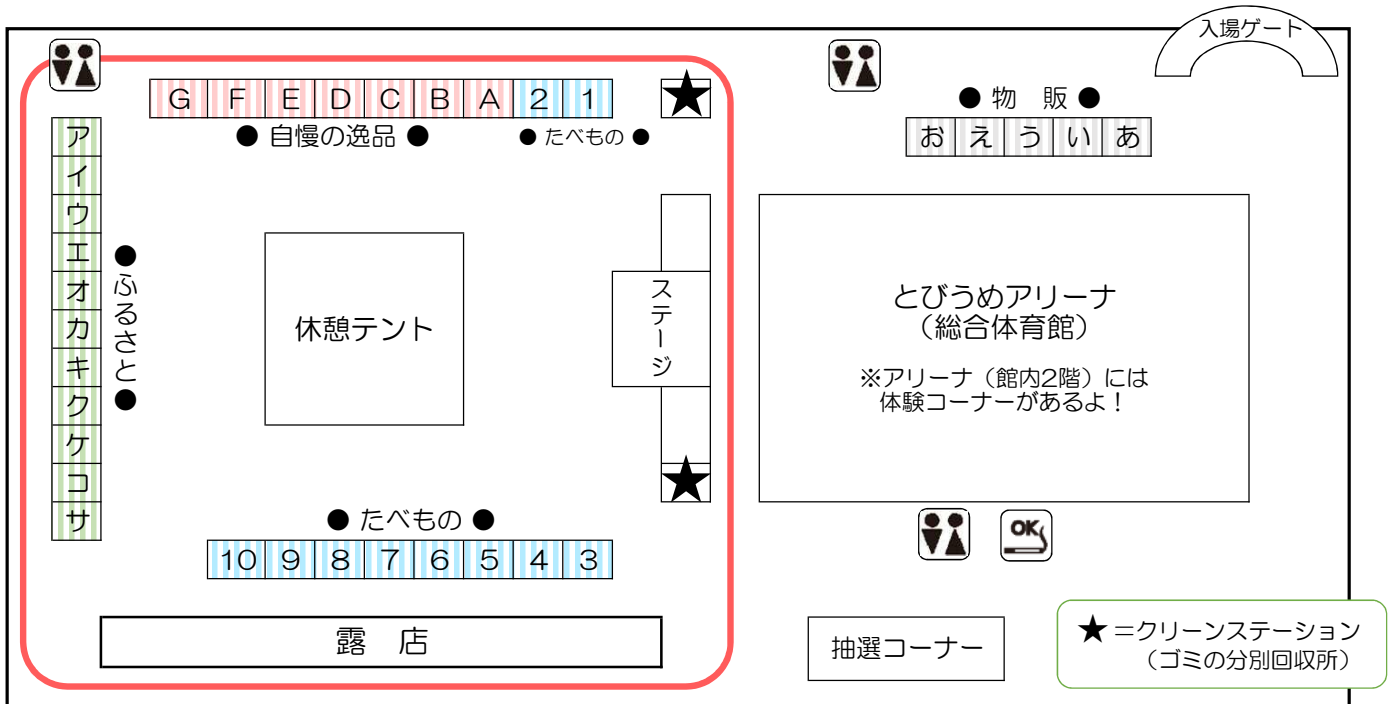 入場ゲート
G F E D C B A 2 1
● 自慢の逸品 ●
● たべもの ●
● 物 販 ●
お え う い あ
ア
イ
ウ
エ
オ
カ
キ
ク
ケ
コ
サ
●ふるさと●
休憩テント
ステージ
とびうめアリーナ
（総合体育館）
※アリーナ（館内2階）には
体験コーナーがあるよ！
● たべもの ●
10 9 8 7 6 5 4 3
OK
露 店
抽選コーナー
★＝クリーンステーション
（ゴミの分別回収所）